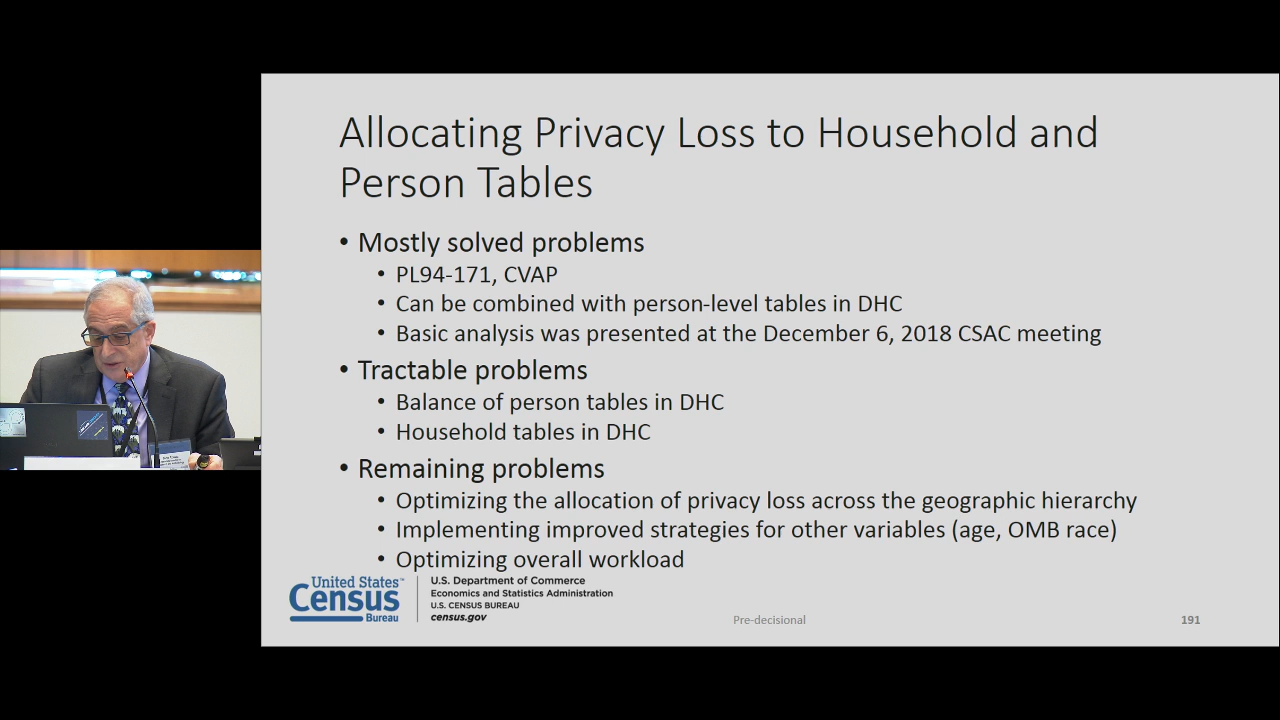 Allocating Privacy Loss to Household and
Person Tables
• Mostly solved problems
• PL94-171, CVAP
• Can be combined with person-level tables in DHC
• Basic analysis was presented at the December 6, 2018 CSAC meeting
• Tractable problems
• Balance of person tables in DHC
• Household tables in DHC
• Remaining problems
• Optimizing the allocation of privacy loss across the geographic hierarchy
• Implementing improved strategies for other variables (age, OMB race)
• Optimizing overall workload
United States™
Census
Bureau
U.S. Department of Commerce
Economics and Statistics Administration
U.S. CENSUS BUREAU
census.gov
Pre-decisional
191